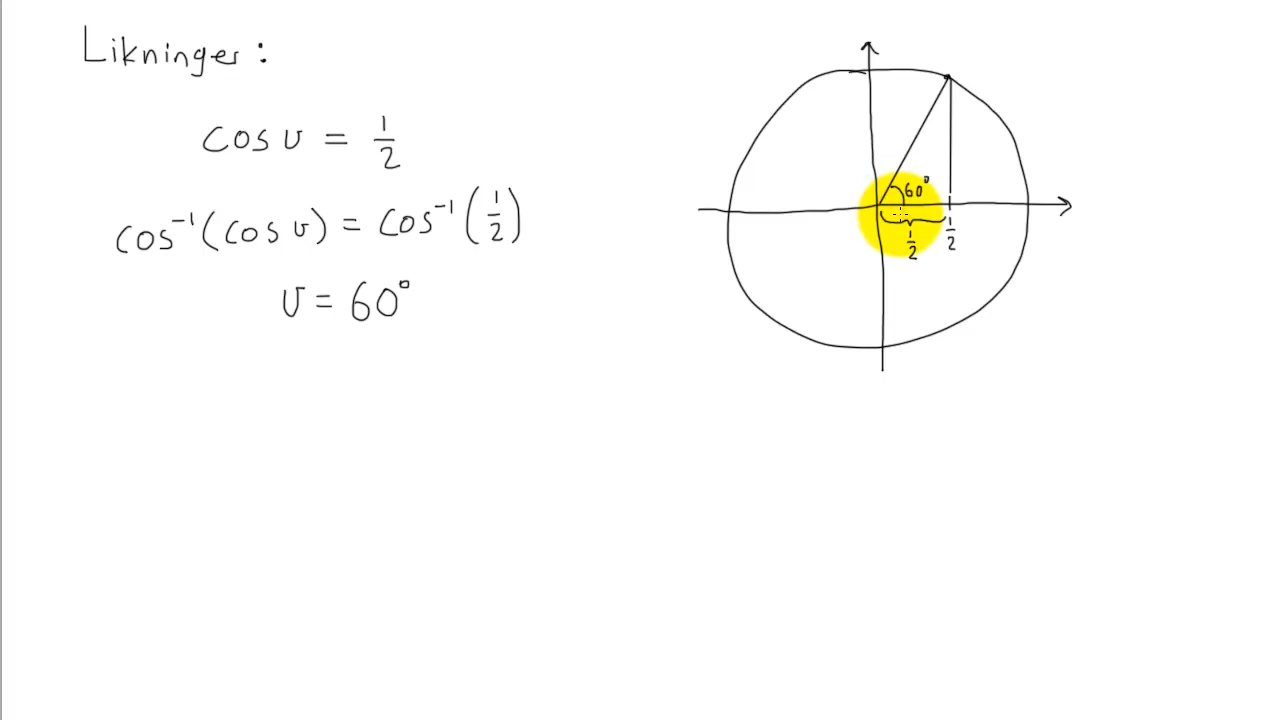 Likninger:
cos v = 1/2
cos⁻¹(cos v) = cos⁻¹(1/2)
v = 60°
60°
1/2
1/2